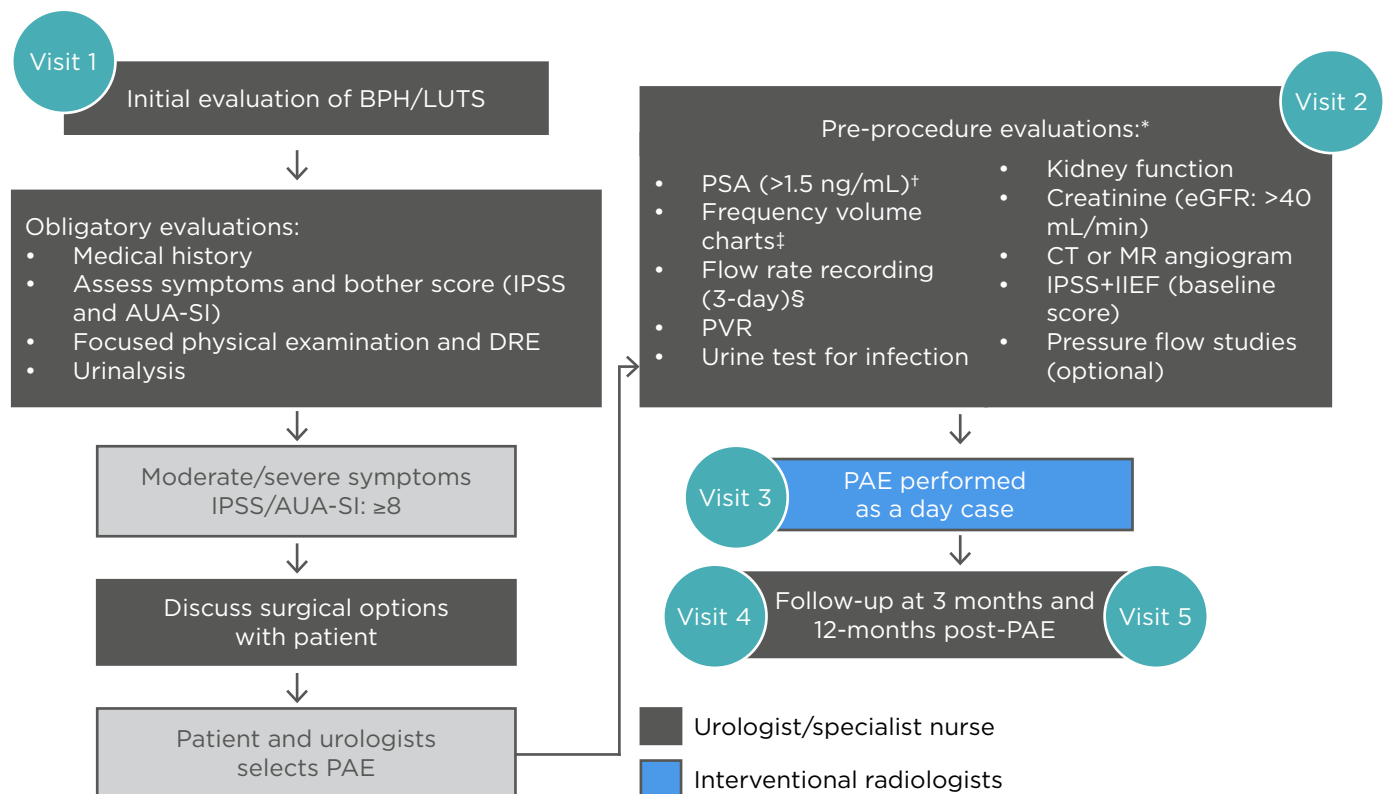 Visit 1
Initial evaluation of BPH/LUTS
Obligatory evaluations:
• Medical history
• Assess symptoms and bother score (IPSS
and AUA-SI)
• Focused physical examination and DRE
• Urinalysis
Moderate/severe symptoms
IPSS/AUA-SI: ≥8
Discuss surgical options
with patient
Patient and urologists
selects PAE
Visit 2
Pre-procedure evaluations:*
• PSA (>1.5 ng/mL)†
• Frequency volume
charts‡
• Flow rate recording
(3-day)§
• PVR
• Urine test for infection
• Kidney function
• Creatinine (eGFR: >40
mL/min)
• CT or MR angiogram
• IPSS+IIEF (baseline
score)
• Pressure flow studies
(optional)
Visit 3
PAE performed
as a day case
Visit 4
Follow-up at 3 months and
12-months post-PAE
Visit 5
Urologist/specialist nurse
Interventional radiologists